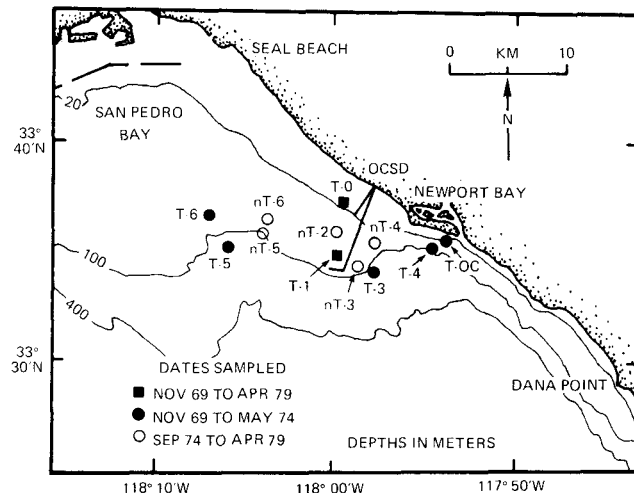 SEAL BEACH
0 KM 10
N
20
SAN PEDRO
BAY
33°
40'N
OCSD
NEWPORT BAY
T-0
T-6
nT-6
nT-2
nT-4
nT-5
T-5
100
T-1
nT-3
T-3
T-4
T-OC
400
33°
30'N
DATES SAMPLED
NOV 69 TO APR 79
NOV 69 TO MAY 74
SEP 74 TO APR 79
DANA POINT
DEPTHS IN METERS
118°10'W
118°00'W
117°50'W